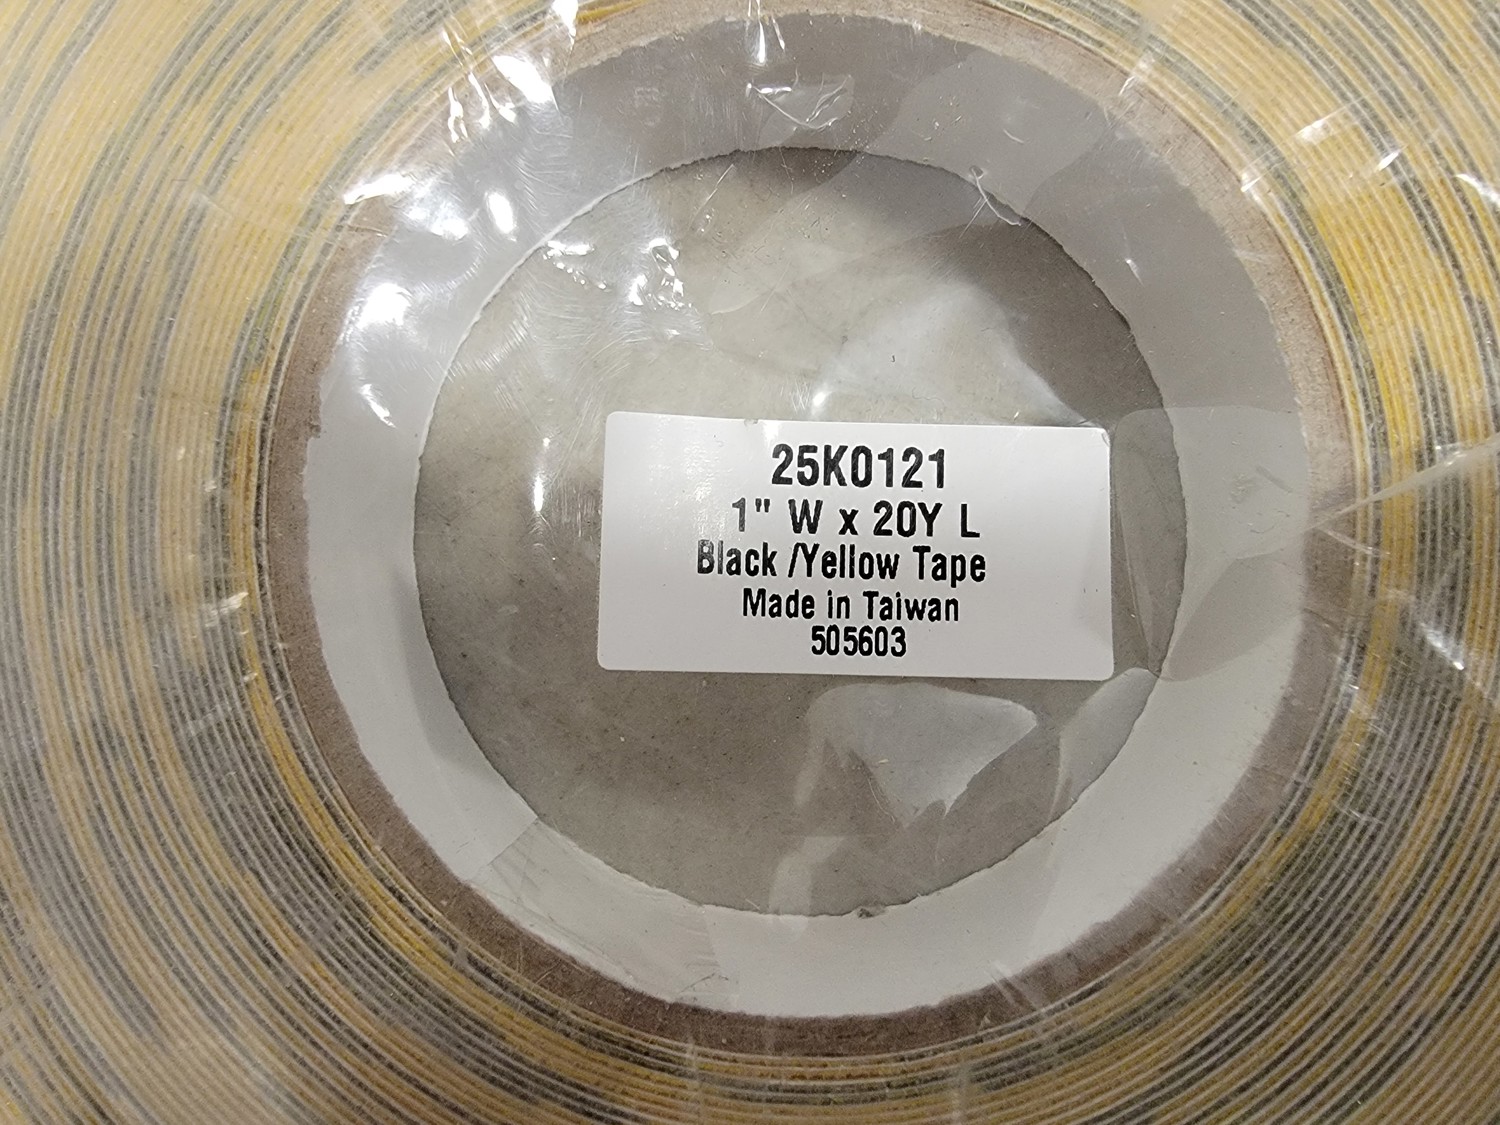 25K0121
1" W x 20Y L
Black /Yellow Tape
Made in Taiwan
505603